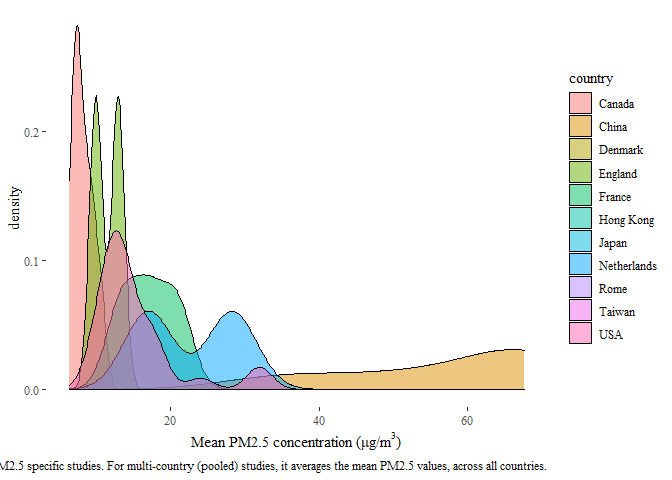 country
Canada
China
Denmark
England
France
Hong Kong
Japan
Netherlands
Rome
Taiwan
USA
density
0.2
0.1
0.0
20
40
60
Mean PM2.5 concentration (μg/m³)
M2.5 specific studies. For multi-country (pooled) studies, it averages the mean PM2.5 values, across all countries.